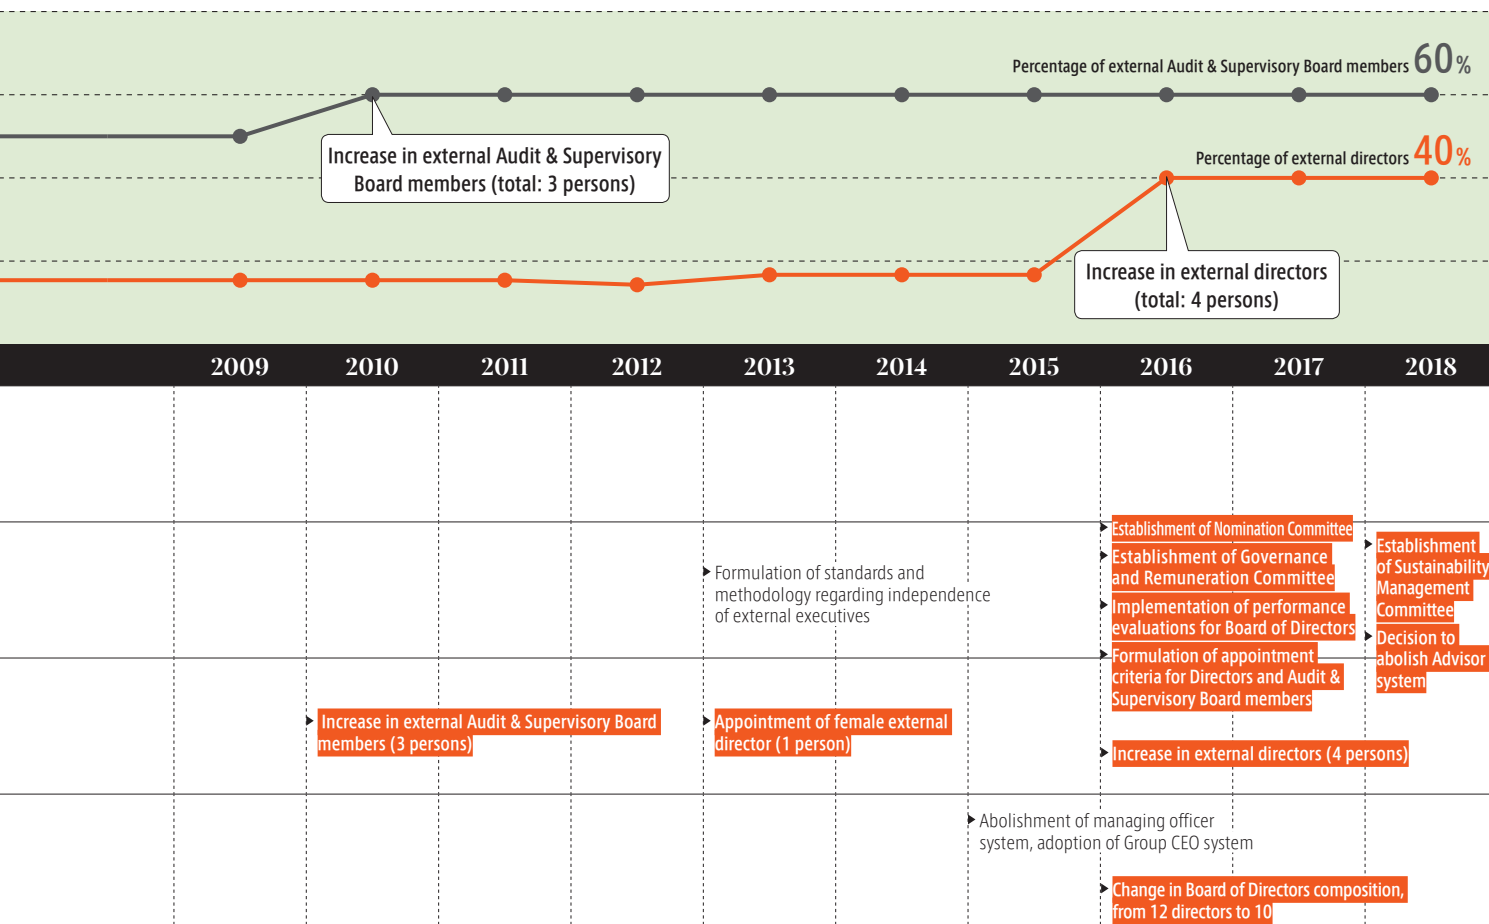 Percentage of external Audit & Supervisory Board members 60%
Increase in external Audit & Supervisory
Board members (total: 3 persons)
Percentage of external directors 40%
Increase in external directors
(total: 4 persons)
2009 2010 2011 2012 2013 2014 2015 2016 2017 2018
Formulation of standards and
methodology regarding independence
of external executives
Establishment of Nomination Committee
Establishment of Governance
and Remuneration Committee
Implementation of performance
evaluations for Board of Directors
Formulation of appointment
criteria for Directors and Audit &
Supervisory Board members
Establishment
of Sustainability
Management
Committee
Decision to
abolish Advisor
system
Increase in external Audit & Supervisory Board
members (3 persons)
Appointment of female external
director (1 person)
Increase in external directors (4 persons)
Abolishment of managing officer
system, adoption of Group CEO system
Change in Board of Directors composition,
from 12 directors to 10